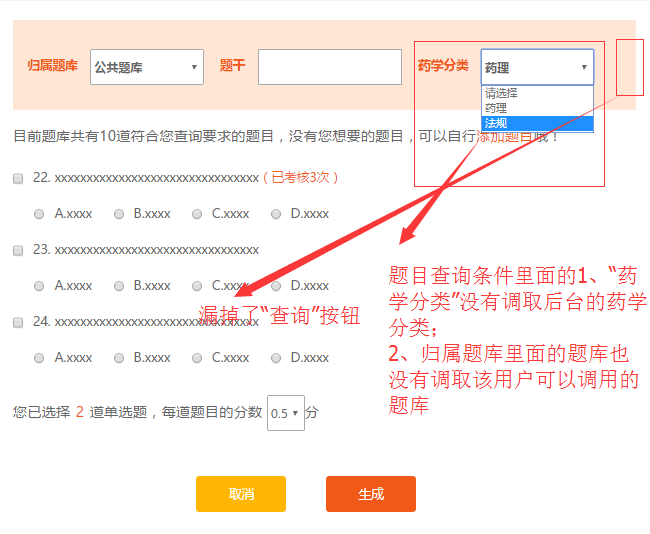 归属题库 公共题库 题干 药学分类 药理
请选择
药理
法规
目前题库共有10道符合您查询要求的题目，没有您想要的题目，可以自行添加题目哦！
22. xxxxxxxxxxxxxxxxxxxxxxxxxxxxxxxx（已考核3次）
A.xxxx B.xxxx C.xxxx D.xxxx
23. xxxxxxxxxxxxxxxxxxxxxxxxxxxxxxxx
A.xxxx B.xxxx C.xxxx D.xxxx
漏掉了“查询”按钮
24. xxxxxxxxxxxxxxxxxxxxxxxxxxxxxxxx
A.xxxx B.xxxx C.xxxx D.xxxx
题目查询条件里面的1、“药
学分类”没有调取后台的药学
分类；
2、归属题库里面的题库也
没有调取该用户可以调用的
题库
您已选择 2 道单选题，每道题目的分数 0.5 分
取消 生成